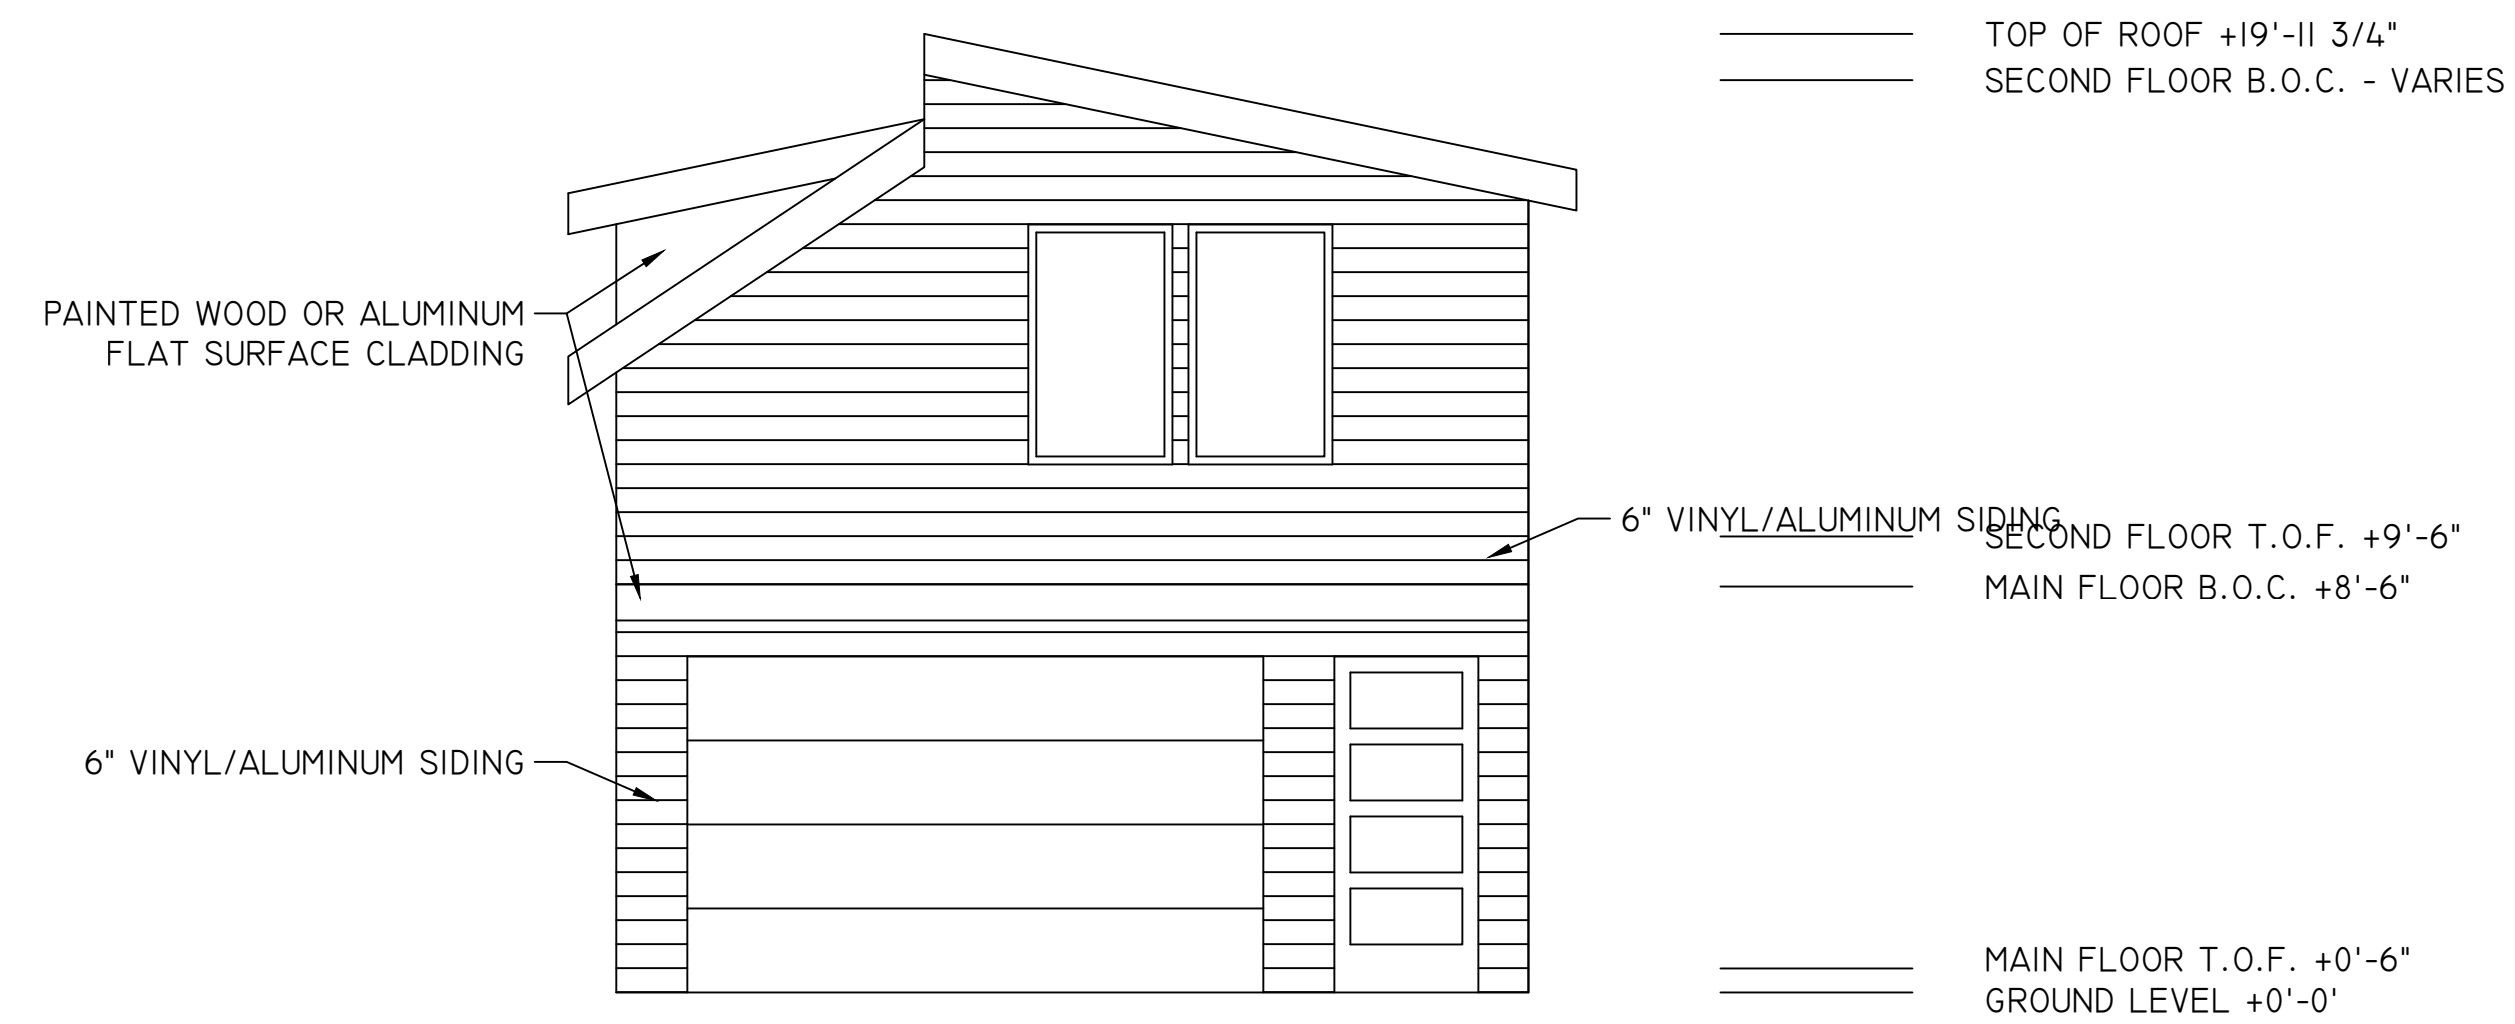 TOP OF ROOF +19'-11 3/4"
SECOND FLOOR B.O.C. - VARIES
PAINTED WOOD OR ALUMINUM
FLAT SURFACE CLADDING
6" VINYL/ALUMINUM SIDING
SECOND FLOOR T.O.F. +9'-6"
MAIN FLOOR B.O.C. +8'-6"
6" VINYL/ALUMINUM SIDING
MAIN FLOOR T.O.F. +0'-6"
GROUND LEVEL +0'-0'